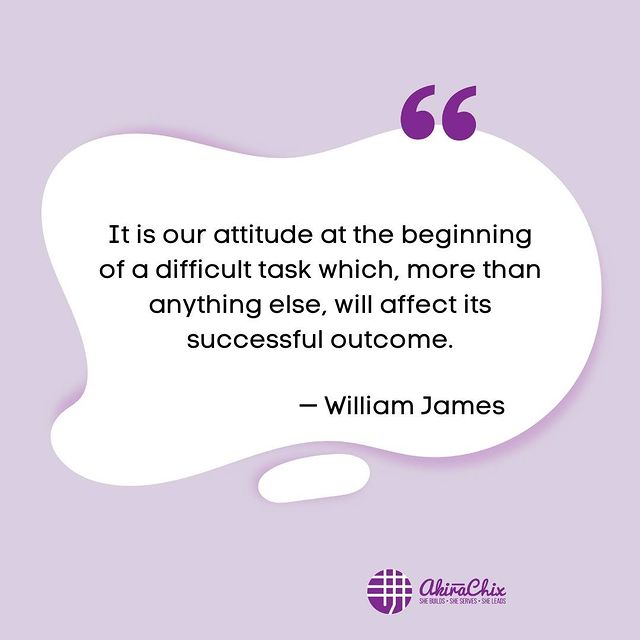 It is our attitude at the beginning
of a difficult task which, more than
anything else, will affect its
successful outcome.
— William James
AkiraChix
SHE BUILDS • SHE SERVES • SHE LEADS